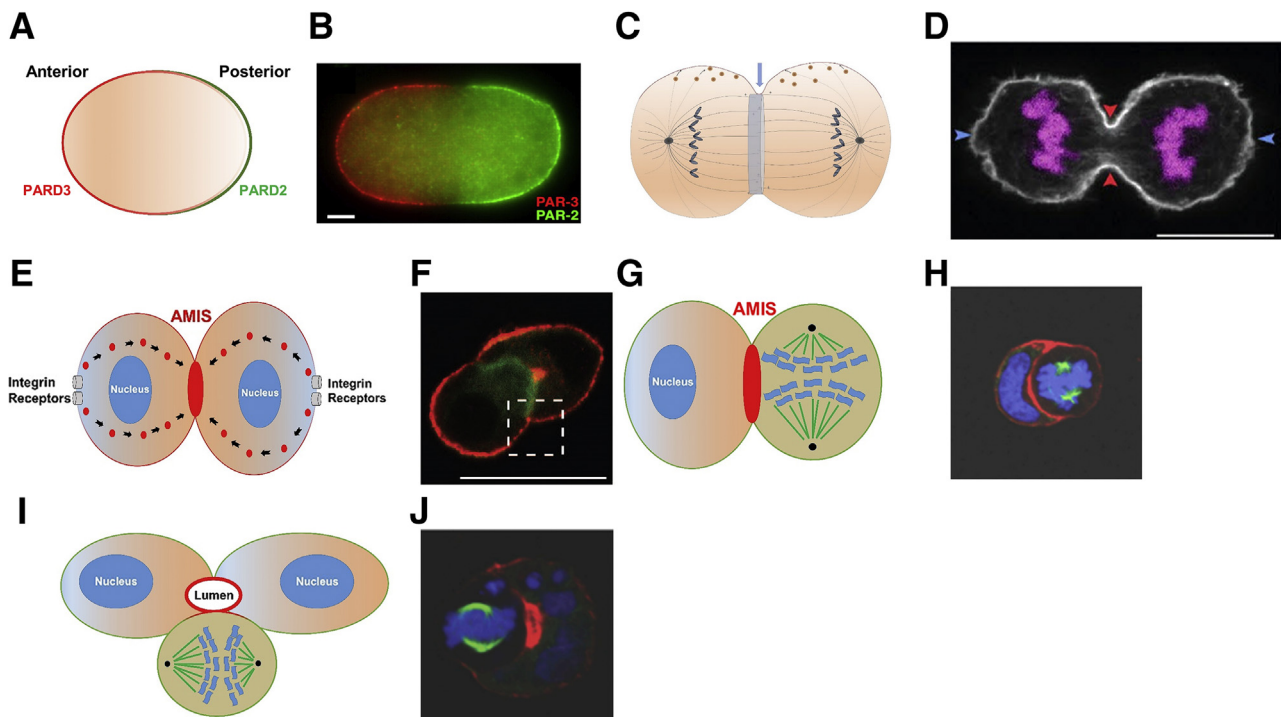 A
B
C
D
Anterior
Posterior
PARD3
PARD2
PAR-3
PAR-2
E
F
G
H
AMIS
Integrin
Receptors
Nucleus
Nucleus
Integrin
Receptors
AMIS
Nucleus
I
J
Nucleus
Nucleus
Lumen